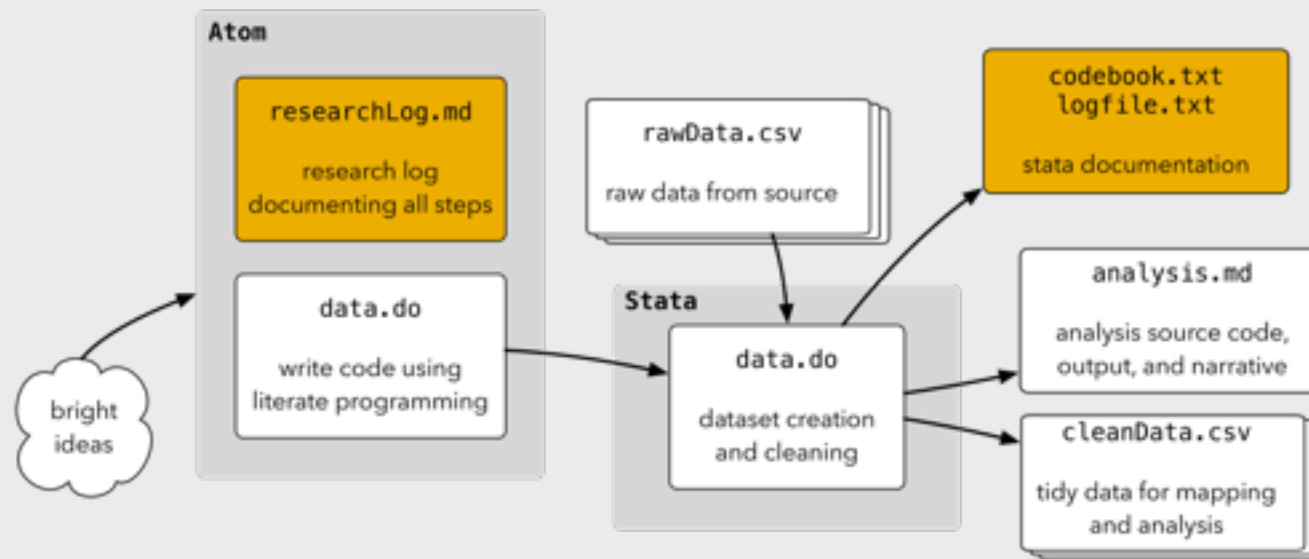 Atom
researchLog.md
research log
documenting all steps
data.do
write code using
literate programming
bright
ideas
rawData.csv
raw data from source
Stata
data.do
dataset creation
and cleaning
codebook.txt
logfile.txt
stata documentation
analysis.md
analysis source code,
output, and narrative
cleanData.csv
tidy data for mapping
and analysis